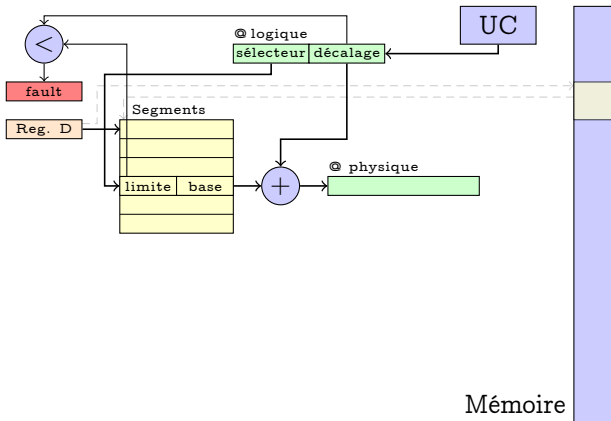 UC
@ logique
sélecteur décalage
<
fault
Reg. D
Segments
@ physique
limite base
+
Mémoire